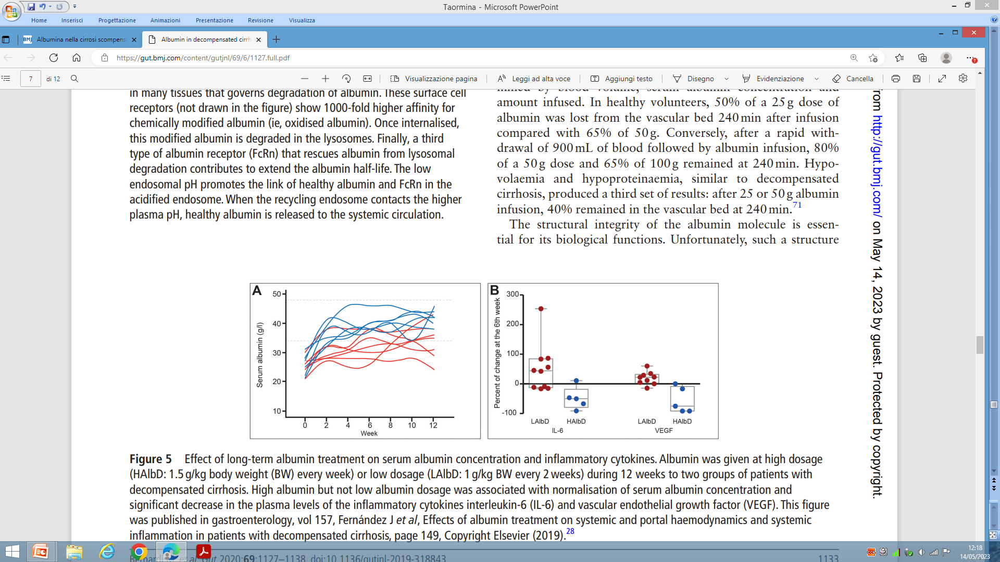 Taormina - Microsoft PowerPoint
Home Inserisci Progettazione Animazioni Presentazione Revisione Visualizza
BMJ Albumina nella cirrosi scompens
Albumin in decompensated cirrh
https://gut.bmj.com/content/gutjnl/69/6/1127.full.pdf
7 di 12 Visualizzazione pagina Leggi ad alta voce Aggiungi testo Disegno Evidenziazione Cancella
in many tissues that governs degradation of albumin. These surface cell
receptors (not drawn in the figure) show 1000-fold higher affinity for
chemically modified albumin (ie, oxidised albumin). Once internalised,
this modified albumin is degraded in the lysosomes. Finally, a third
type of albumin receptor (FcRn) that rescues albumin from lysosomal
degradation contributes to extend the albumin half-life. The low
endosomal pH promotes the link of healthy albumin and FcRn in the
acidified endosome. When the recycling endosome contacts the higher
plasma pH, healthy albumin is released to the systemic circulation.
mined by blood volume, serum albumin concentration and
amount infused. In healthy volunteers, 50% of a 25 g dose of
albumin was lost from the vascular bed 240 min after infusion
compared with 65% of 50 g. Conversely, after a rapid with-
drawal of 900 mL of blood followed by albumin infusion, 80%
of a 50 g dose and 65% of 100 g remained at 240 min. Hypo-
volaemia and hypoproteinaemia, similar to decompensated
cirrhosis, produced a third set of results: after 25 or 50 g albumin
infusion, 40% remained in the vascular bed at 240 min.71
The structural integrity of the albumin molecule is essen-
tial for its biological functions. Unfortunately, such a structure
rom http://gut.bmj.com/ on May 14, 2023 by guest. Protected by copyright.
A
Serum albumin (g/l)
50
40
30
20
10
0 2 4 6 8 10 12
Week
B
Percent of change at the 6th week
300
200
100
0
-100
LAlbD HAlbD LAlbD HAlbD
IL-6 VEGF
Figure 5 Effect of long-term albumin treatment on serum albumin concentration and inflammatory cytokines. Albumin was given at high dosage
(HAlbD: 1.5 g/kg body weight (BW) every week) or low dosage (LAlbD: 1 g/kg BW every 2 weeks) during 12 weeks to two groups of patients with
decompensated cirrhosis. High albumin but not low albumin dosage was associated with normalisation of serum albumin concentration and
significant decrease in the plasma levels of the inflammatory cytokines interleukin-6 (IL-6) and vascular endothelial growth factor (VEGF). This figure
was published in gastroenterology, vol 157, Fernández J et al, Effects of albumin treatment on systemic and portal haemodynamics and systemic
inflammation in patients with decompensated cirrhosis, page 149, Copyright Elsevier (2019).28
Bernardi M, et al. Gut 2020;69:1127–1138. doi:10.1136/gutjnl-2019-318843 1133
12:18
14/05/2023